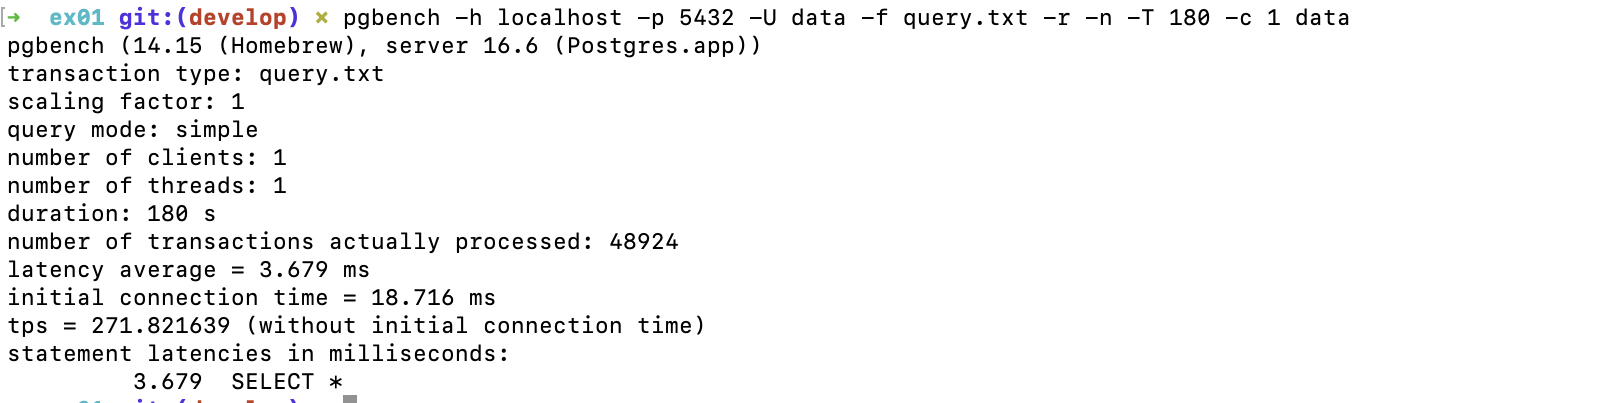 [→ ex01 git:(develop) × pgbench -h localhost -p 5432 -U data -f query.txt -r -n -T 180 -c 1 data
pgbench (14.15 (Homebrew), server 16.6 (Postgres.app))
transaction type: query.txt
scaling factor: 1
query mode: simple
number of clients: 1
number of threads: 1
duration: 180 s
number of transactions actually processed: 48924
latency average = 3.679 ms
initial connection time = 18.716 ms
tps = 271.821639 (without initial connection time)
statement latencies in milliseconds:
3.679 SELECT *